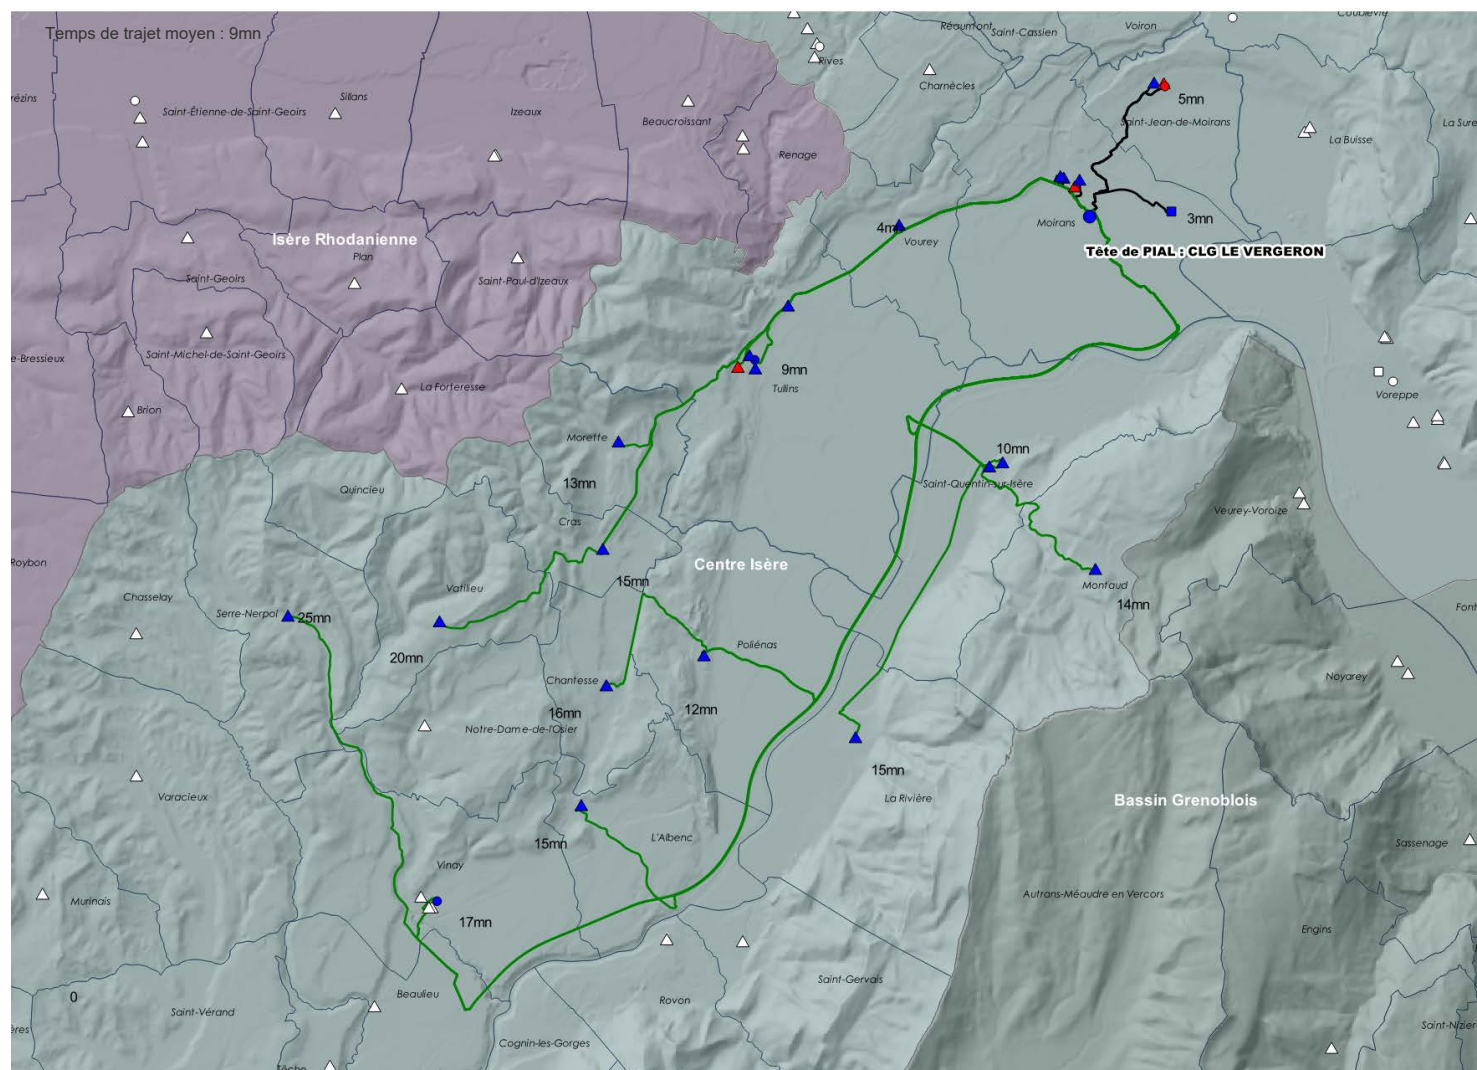 Coublevie
Temps de trajet moyen : 9mn
Réaumont
Saint-Cassien
Voiron
Rives
Charnècles
rézins
Sillans
5mn
Saint-Étienne-de-Saint-Geoirs
Izeaux
Beaucroissant
Saint-Jean-de-Moirans
La Sure
La Buisse
Renage
Isère Rhodanienne
4mn
Vourey
Moirans
3mn
Plan
Tête de PIAL : CLG LE VERGERON
Saint-Geoirs
Saint-Paul-d'Izeaux
e-Bressieux
Saint-Michel-de-Saint-Geoirs
9mn
Tullins
La Forteresse
Voreppe
Brion
Morette
10mn
13mn
Saint-Quentin-sur-Isère
Quincieu
Veurey-Voroize
Cras
Roybon
Centre Isère
15mn
Vatilieu
Montaud
Chasselay
14mn
Font
Serre-Nerpol
25mn
Poliénas
20mn
Chantesse
Noyarey
16mn
12mn
Notre-Dame-de-l'Osier
15mn
Varacieux
La Rivière
Bassin Grenoblois
15mn
L'Albenc
Sassenage
Vinay
Murinais
Autrans-Méaudre en Vercors
17mn
Engins
Saint-Gervais
0
Beaulieu
Rovon
Saint-Vérand
ères
Saint-Nizier
Cognin-les-Gorges
Têche